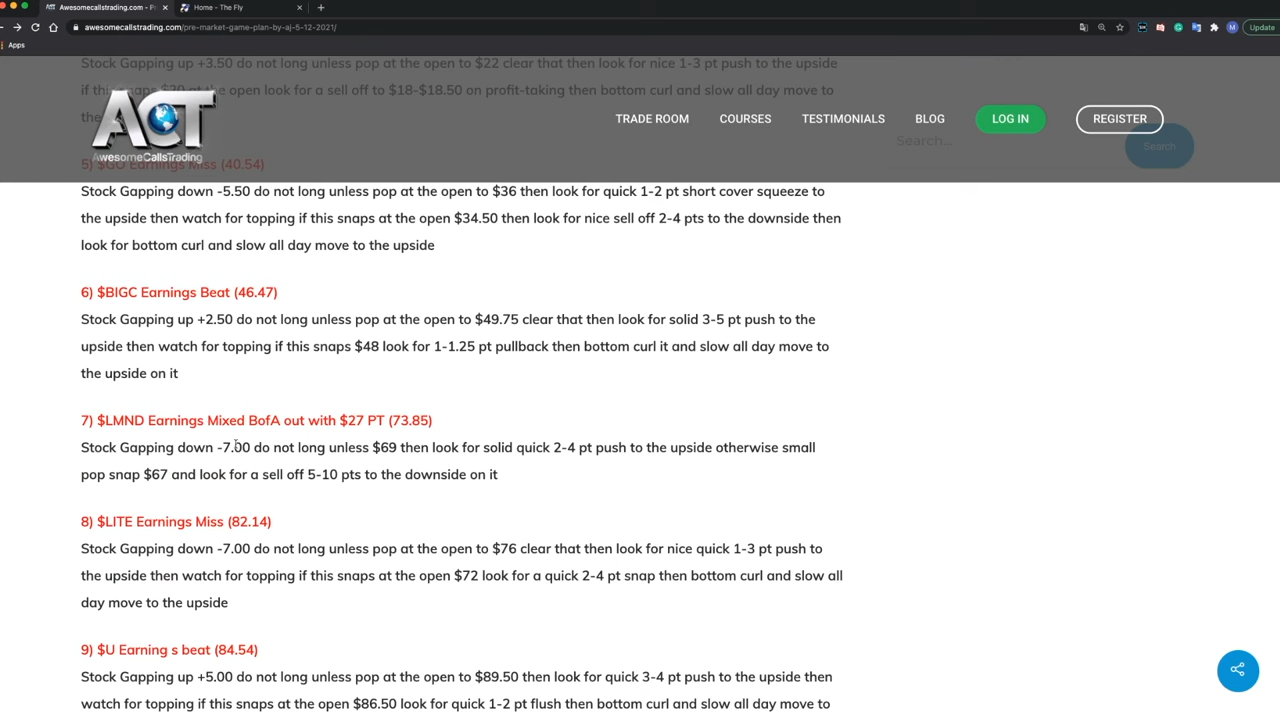 AwesomeCallsTrading.com - P
Home - The Fly
awesomecallstrading.com/pre-market-game-plan-by-aj-5-12-2021/
M
Update
Apps
Stock Gapping up +3.50 do not long unless pop at the open to $22 clear that then look for nice 1-3 pt push to the upside
if this snaps $20 at the open look for a sell off to $18-$18.50 on profit-taking then bottom curl and slow all day move to
the
ACT
AwesomeCallsTrading
TRADE ROOM
COURSES
TESTIMONIALS
BLOG
LOG IN
REGISTER
Search...
Search
5) $GO Earnings Miss (40.54)
Stock Gapping down -5.50 do not long unless pop at the open to $36 then look for quick 1-2 pt short cover squeeze to
the upside then watch for topping if this snaps at the open $34.50 then look for nice sell off 2-4 pts to the downside then
look for bottom curl and slow all day move to the upside
6) $BIGC Earnings Beat (46.47)
Stock Gapping up +2.50 do not long unless pop at the open to $49.75 clear that then look for solid 3-5 pt push to the
upside then watch for topping if this snaps $48 look for 1-1.25 pt pullback then bottom curl it and slow all day move to
the upside on it
7) $LMND Earnings Mixed BofA out with $27 PT (73.85)
Stock Gapping down -7.00 do not long unless $69 then look for solid quick 2-4 pt push to the upside otherwise small
pop snap $67 and look for a sell off 5-10 pts to the downside on it
8) $LITE Earnings Miss (82.14)
Stock Gapping down -7.00 do not long unless pop at the open to $76 clear that then look for nice quick 1-3 pt push to
the upside then watch for topping if this snaps at the open $72 look for a quick 2-4 pt snap then bottom curl and slow all
day move to the upside
9) $U Earning s beat (84.54)
Stock Gapping up +5.00 do not long unless pop at the open to $89.50 then look for quick 3-4 pt push to the upside then
watch for topping if this snaps at the open $86.50 look for quick 1-2 pt flush then bottom curl and slow all day move to